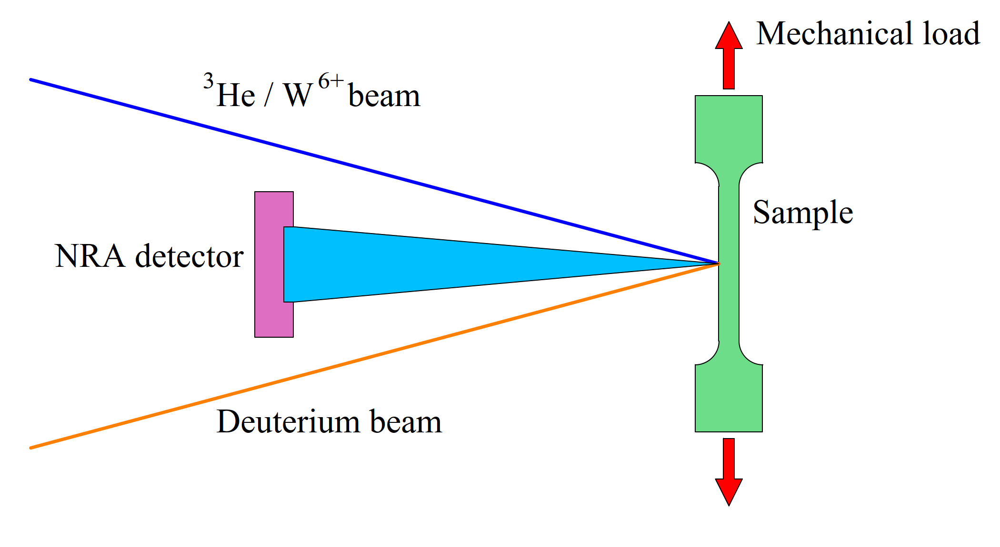 Mechanical load
³He / W⁶⁺ beam
Sample
NRA detector
Deuterium beam